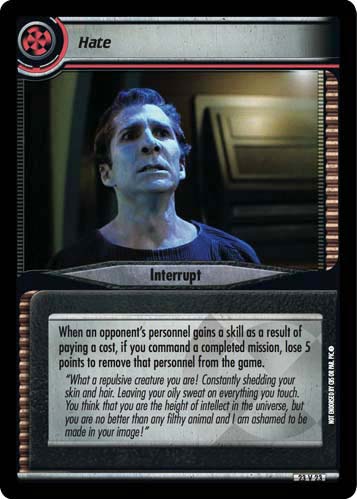 Hate
Interrupt
When an opponent's personnel gains a skill as a result of
paying a cost, if you command a completed mission, lose 5
points to remove that personnel from the game.
"What a repulsive creature you are! Constantly shedding your
skin and hair. Leaving your oily sweat on everything you touch.
You think that you are the height of intellect in the universe, but
you are no better than any filthy animal and I am ashamed to be
made in your image!"
NOT ENDORSED BY CBS OR PAR. PIC.
23 V 23